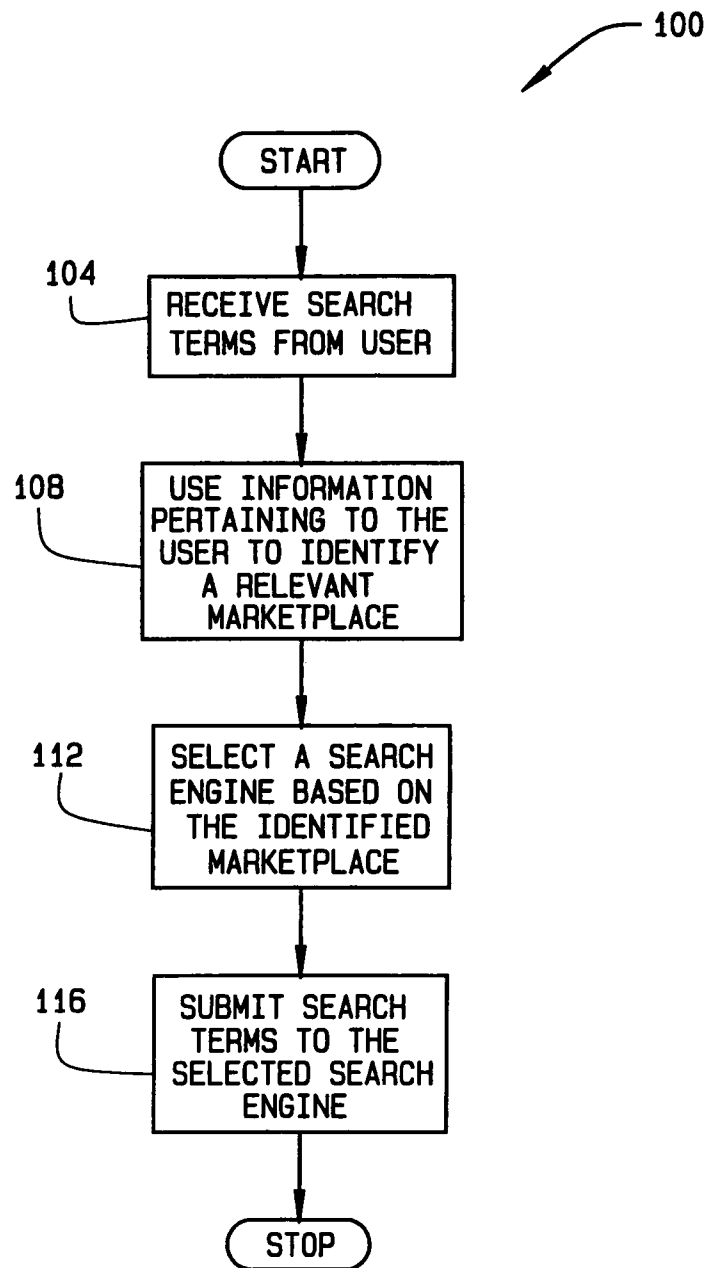 100
START
104
RECEIVE SEARCH
TERMS FROM USER
108
USE INFORMATION
PERTAINING TO THE
USER TO IDENTIFY
A RELEVANT
MARKETPLACE
112
SELECT A SEARCH
ENGINE BASED ON
THE IDENTIFIED
MARKETPLACE
116
SUBMIT SEARCH
TERMS TO THE
SELECTED SEARCH
ENGINE
STOP